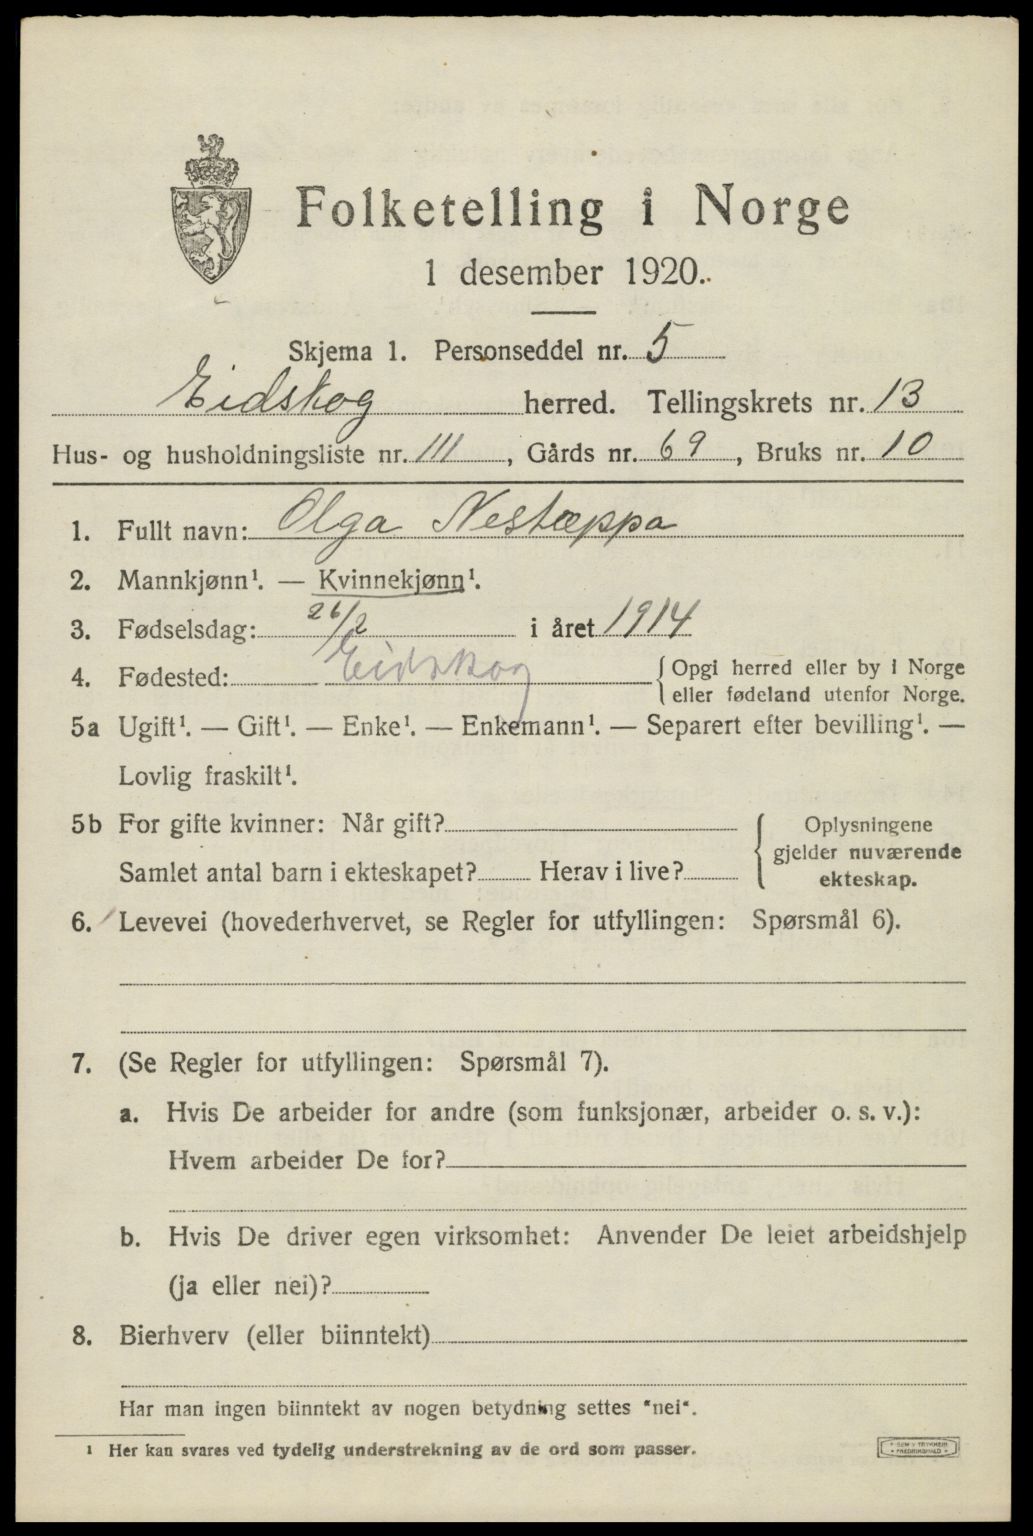 Folketelling i Norge
1 desember 1920.
Skjema 1. Personseddel nr. 5
Eidskog herred. Tellingskrets nr. 13
Hus- og husholdningsliste nr. 111, Gårds nr. 69, Bruks nr. 10
1. Fullt navn: Olga Nestæppa
2. Mannkjønn¹. — Kvinnekjønn¹.
3. Fødselsdag: 26/2 i året 1914
4. Fødested: Eidskog { Opgi herred eller by i Norge
eller fødeland utenfor Norge.
5a Ugift¹. — Gift¹. — Enke¹. — Enkemann¹. — Separert efter bevilling¹. —
Lovlig fraskilt¹.
5b For gifte kvinner: Når gift?
Samlet antal barn i ekteskapet? Herav i live?
{ Oplysningene
gjelder nuværende
ekteskap.
6. Levevei (hovederhvervet, se Regler for utfyllingen: Spørsmål 6).
7. (Se Regler for utfyllingen: Spørsmål 7).
a. Hvis De arbeider for andre (som funksjonær, arbeider o. s. v.):
Hvem arbeider De for?
b. Hvis De driver egen virksomhet: Anvender De leiet arbeidshjelp
(ja eller nei)?
8. Bierhverv (eller biinntekt)
Har man ingen biinntekt av nogen betydning settes "nei".
¹ Her kan svares ved tydelig understrekning av de ord som passer.